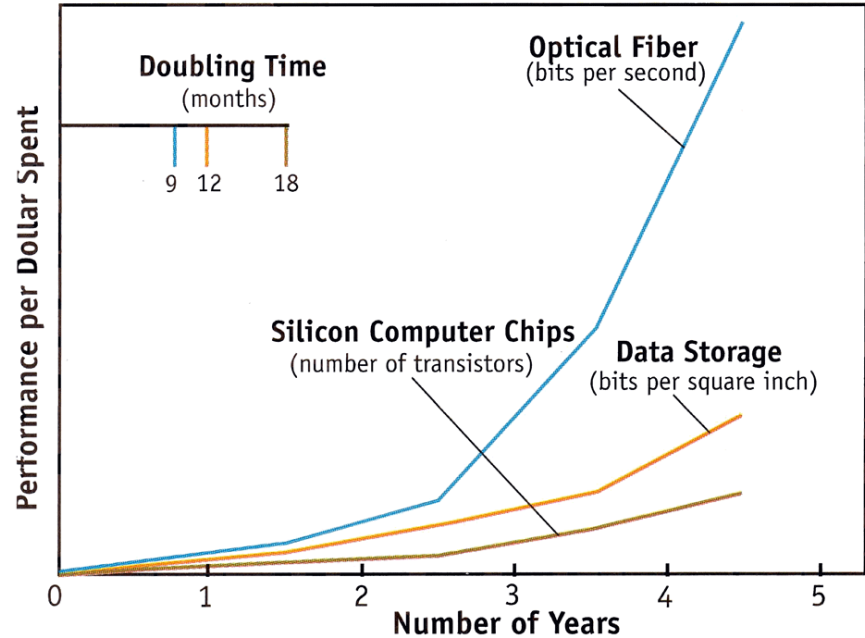 Optical Fiber
(bits per second)
Doubling Time
(months)
9 12 18
Performance per Dollar Spent
Silicon Computer Chips
(number of transistors)
Data Storage
(bits per square inch)
0 1 2 3 4 5
Number of Years